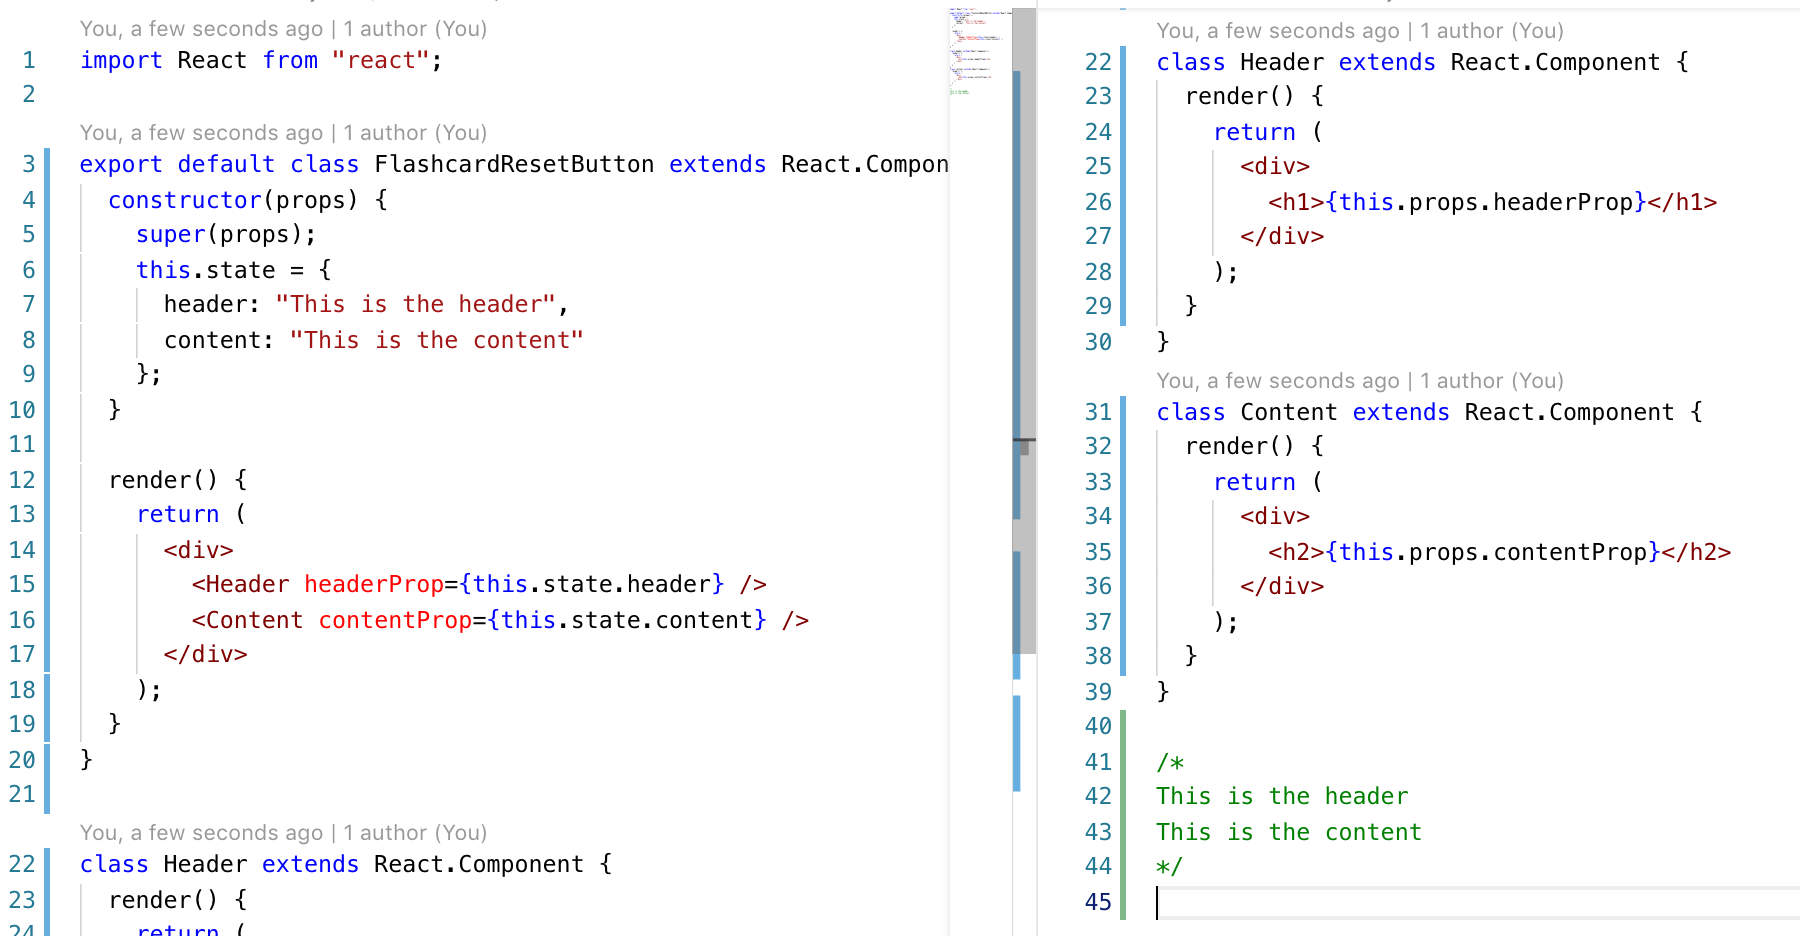 You, a few seconds ago | 1 author (You)
1 import React from "react";
2
You, a few seconds ago | 1 author (You)
3 export default class FlashcardResetButton extends React.Compon
4 constructor(props) {
5 super(props);
6 this.state = {
7 header: "This is the header",
8 content: "This is the content"
9 };
10 }
11
12 render() {
13 return (
14 <div>
15 <Header headerProp={this.state.header} />
16 <Content contentProp={this.state.content} />
17 </div>
18 );
19 }
20 }
21
You, a few seconds ago | 1 author (You)
22 class Header extends React.Component {
23 render() {
24 return (
You, a few seconds ago | 1 author (You)
22 class Header extends React.Component {
23 render() {
24 return (
25 <div>
26 <h1>{this.props.headerProp}</h1>
27 </div>
28 );
29 }
30 }
You, a few seconds ago | 1 author (You)
31 class Content extends React.Component {
32 render() {
33 return (
34 <div>
35 <h2>{this.props.contentProp}</h2>
36 </div>
37 );
38 }
39 }
40
41 /*
42 This is the header
43 This is the content
44 */
45